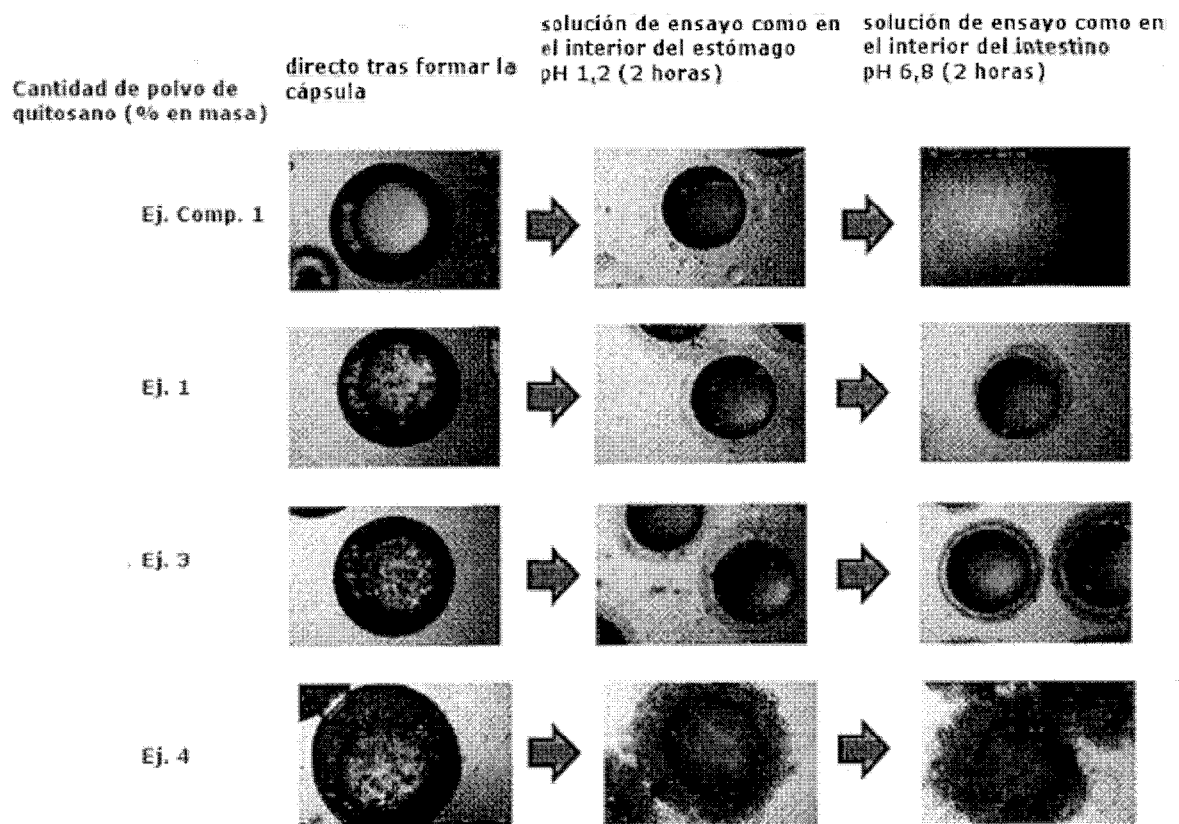 Cantidad de polvo de
quitosano (% en masa)
directo tras formar la
cápsula
solución de ensayo como en
el interior del estómago
pH 1,2 (2 horas)
solución de ensayo como en
el interior del intestino
pH 6,8 (2 horas)
Ej. Comp. 1
Ej. 1
Ej. 3
Ej. 4